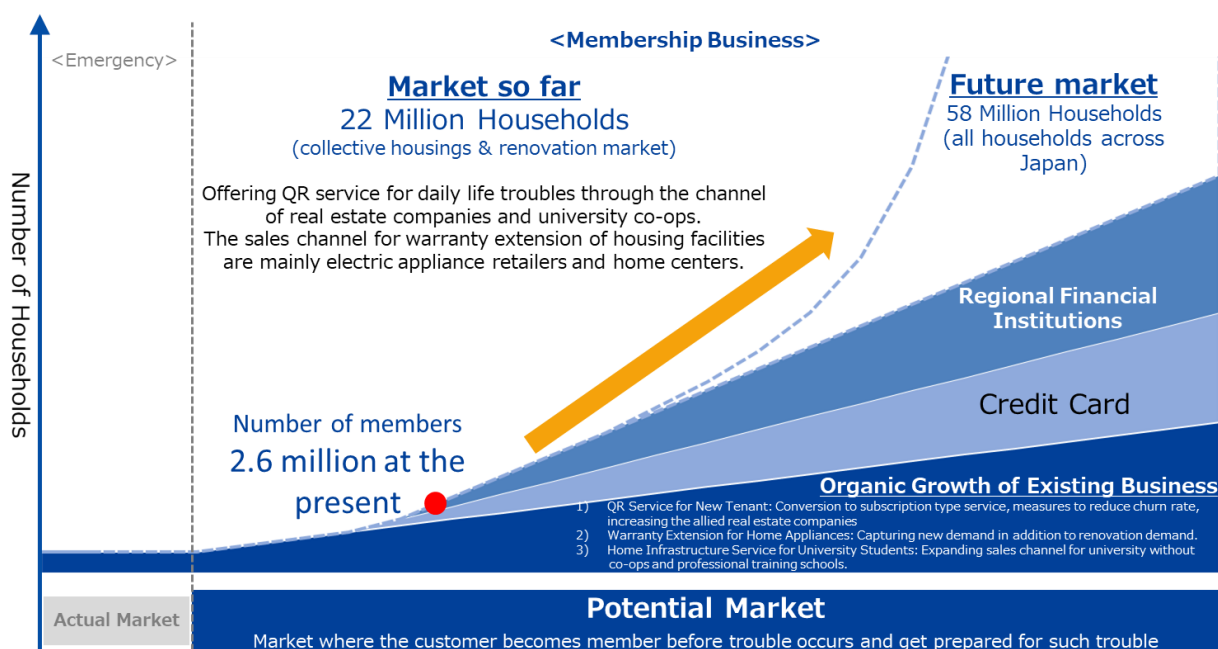 <Emergency>
<Membership Business>
Market so far
22 Million Households
(collective housings & renovation market)
Future market
58 Million Households
(all households across
Japan)
Offering QR service for daily life troubles through the channel
of real estate companies and university co-ops.
The sales channel for warranty extension of housing facilities
are mainly electric appliance retailers and home centers.
Number of Households
Regional Financial
Institutions
Credit Card
Number of members
2.6 million at the
present
Organic Growth of Existing Business
1) QR Service for New Tenant: Conversion to subscription type service, measures to reduce churn rate,
increasing the allied real estate companies
2) Warranty Extension for Home Appliances: Capturing new demand in addition to renovation demand.
3) Home Infrastructure Service for University Students: Expanding sales channel for university without
co-ops and professional training schools.
Actual Market
Potential Market
Market where the customer becomes member before trouble occurs and get prepared for such trouble